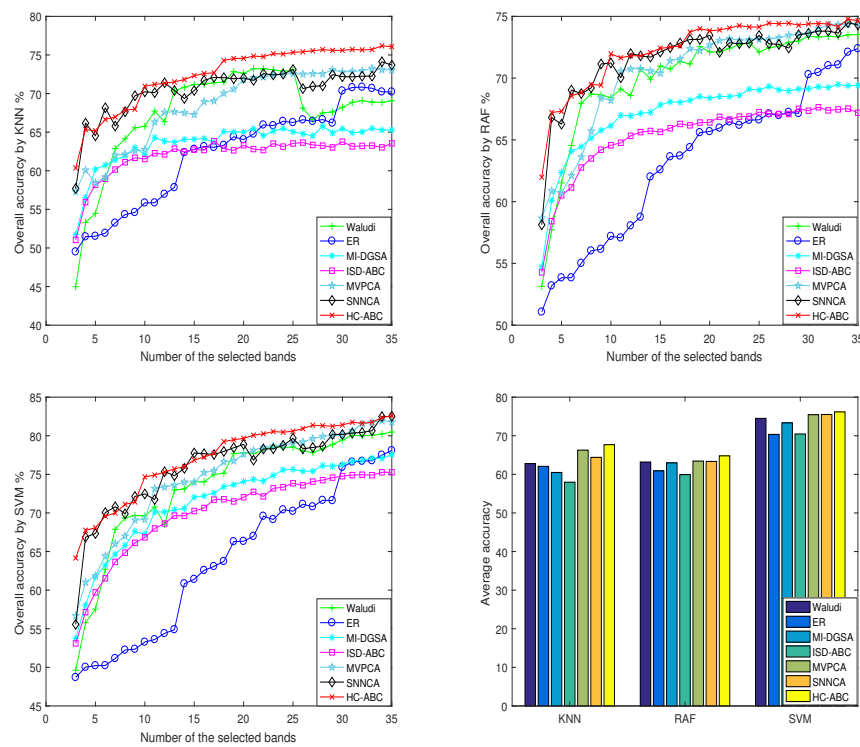 80
75
70
65
60
55
50
45
40
Overall accuracy by KNN %
0 5 10 15 20 25 30 35
Number of the selected bands
Waludi
ER
MI-DGSA
ISD-ABC
MVPCA
SNNCA
HC-ABC
75
70
65
60
55
50
Overall accuracy by RAF %
0 5 10 15 20 25 30 35
Number of the selected bands
Waludi
ER
MI-DGSA
ISD-ABC
MVPCA
SNNCA
HC-ABC
85
80
75
70
65
60
55
50
45
Overall accuracy by SVM %
0 5 10 15 20 25 30 35
Number of the selected bands
Waludi
ER
MI-DGSA
ISD-ABC
MVPCA
SNNCA
HC-ABC
80
70
60
50
40
30
20
10
0
Average accuracy
KNN RAF SVM
Waludi
ER
MI-DGSA
ISD-ABC
MVPCA
SNNCA
HC-ABC